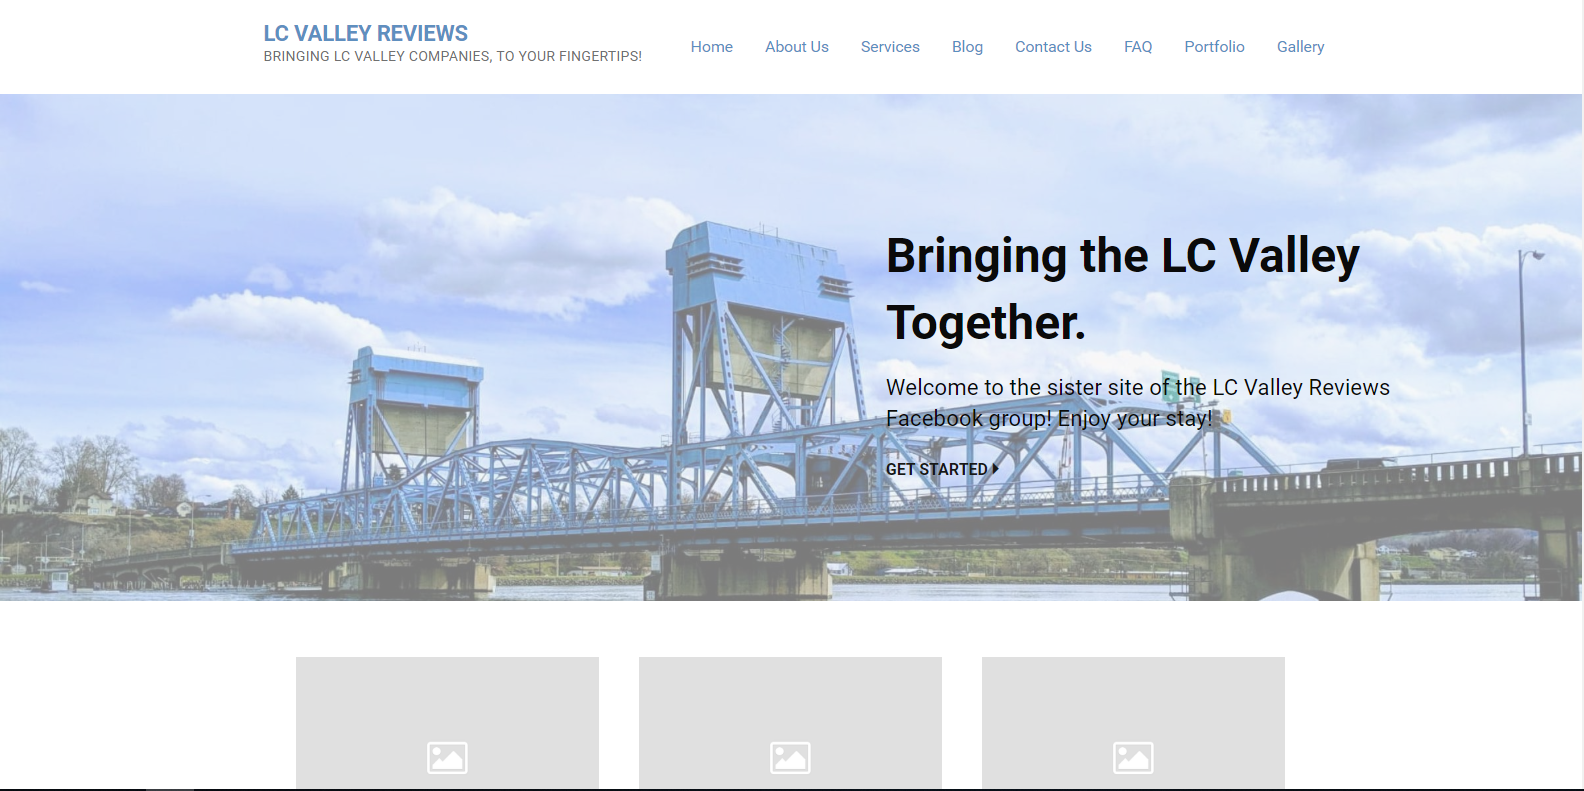 LC VALLEY REVIEWS
BRINGING LC VALLEY COMPANIES, TO YOUR FINGERTIPS!
Home About Us Services Blog Contact Us FAQ Portfolio Gallery
Bringing the LC Valley
Together.
Welcome to the sister site of the LC Valley Reviews
Facebook group! Enjoy your stay!
GET STARTED